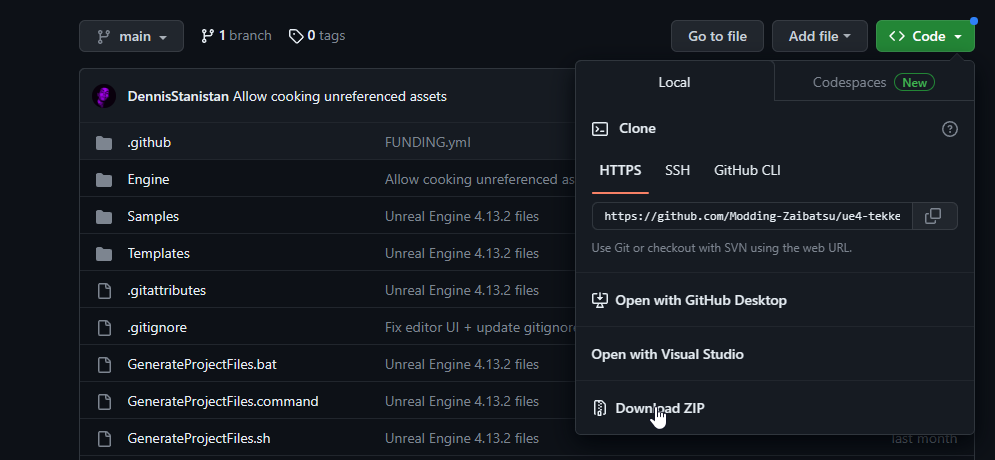 main
1 branch
0 tags
Go to file
Add file
<> Code
DennisStanistan Allow cooking unreferenced assets
.github
FUNDING.yml
Engine
Allow cooking unreferenced as
Samples
Unreal Engine 4.13.2 files
Templates
Unreal Engine 4.13.2 files
.gitattributes
Unreal Engine 4.13.2 files
.gitignore
Fix editor UI + update gitignore
GenerateProjectFiles.bat
Unreal Engine 4.13.2 files
GenerateProjectFiles.command
Unreal Engine 4.13.2 files
GenerateProjectFiles.sh
Unreal Engine 4.13.2 files
last month
Local
Codespaces New
Clone
HTTPS
SSH
GitHub CLI
https://github.com/Modding-Zaibatsu/ue4-tekke
Use Git or checkout with SVN using the web URL.
Open with GitHub Desktop
Open with Visual Studio
Download ZIP